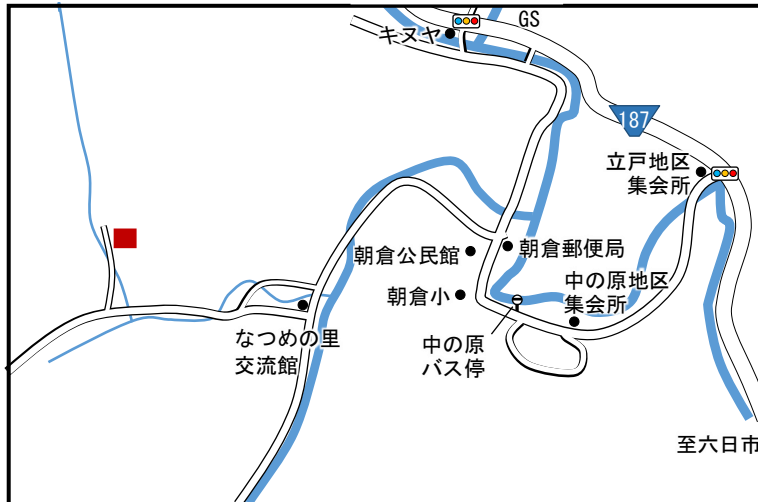 GS
キヌヤ
187
立戸地区
集会所
朝倉郵便局
朝倉公民館
中の原地区
集会所
朝倉小
なつめの里
交流館
中の原
バス停
至六日市